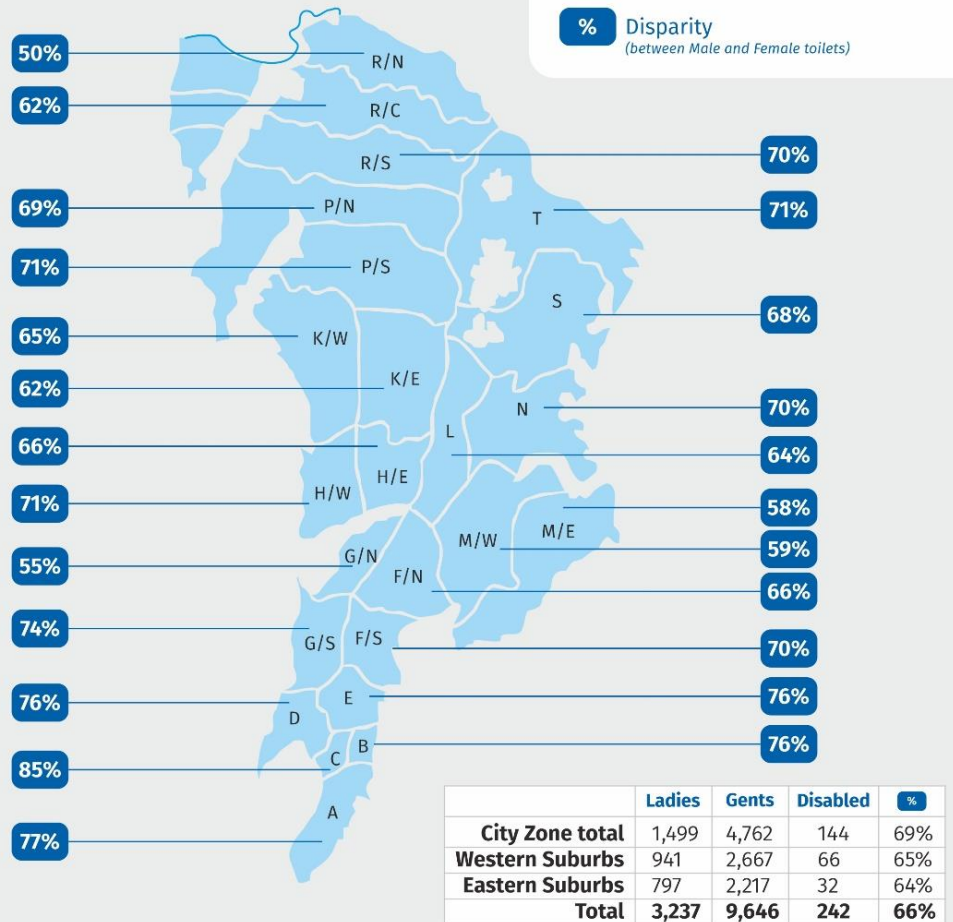 % Disparity
(between Male and Female toilets)
50%
R/N
62%
R/C
R/S
70%
69%
P/N
T
71%
71%
P/S
S
68%
65%
K/W
62%
K/E
N
70%
66%
L
64%
H/E
71%
H/W
58%
M/W
M/E
59%
55%
G/N
F/N
66%
74%
G/S
F/S
70%
76%
D
E
76%
B
76%
85%
C
A
77%
Ladies Gents Disabled %
City Zone total 1,499 4,762 144 69%
Western Suburbs 941 2,667 66 65%
Eastern Suburbs 797 2,217 32 64%
Total 3,237 9,646 242 66%